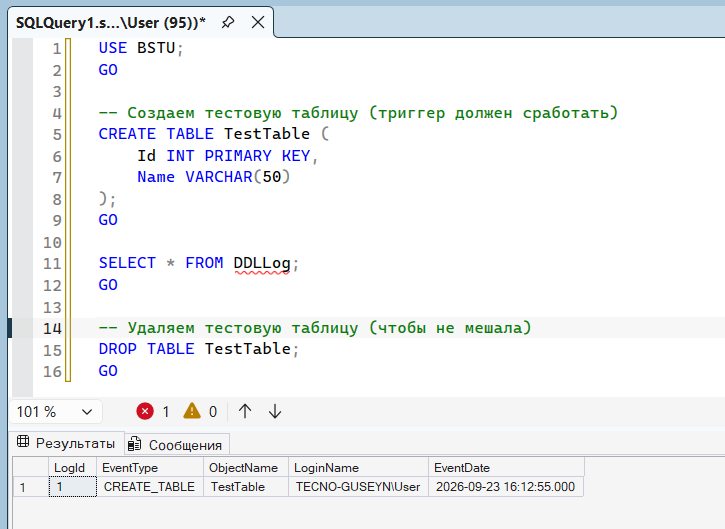 SQLQuery1.s...\User (95))*
1 USE BSTU;
2 GO
3
4 -- Создаем тестовую таблицу (триггер должен сработать)
5 CREATE TABLE TestTable (
6 Id INT PRIMARY KEY,
7 Name VARCHAR(50)
8 );
9 GO
10
11 SELECT * FROM DDLLog;
12 GO
13
14 -- Удаляем тестовую таблицу (чтобы не мешала)
15 DROP TABLE TestTable;
16 GO
101 % 1 0
Результаты Сообщения
LogId EventType ObjectName LoginName EventDate
1 1 CREATE_TABLE TestTable TECNO-GUSEYN\User 2026-09-23 16:12:55.000